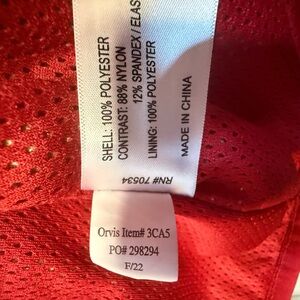 SHELL: 100% POLYESTER
CONTRAST: 88% NYLON
12% SPANDEX / ELAS
LINING: 100% POLYESTER
MADE IN CHINA
RN# 70534
Orvis Item# 3CA5
PO# 298294
F/22